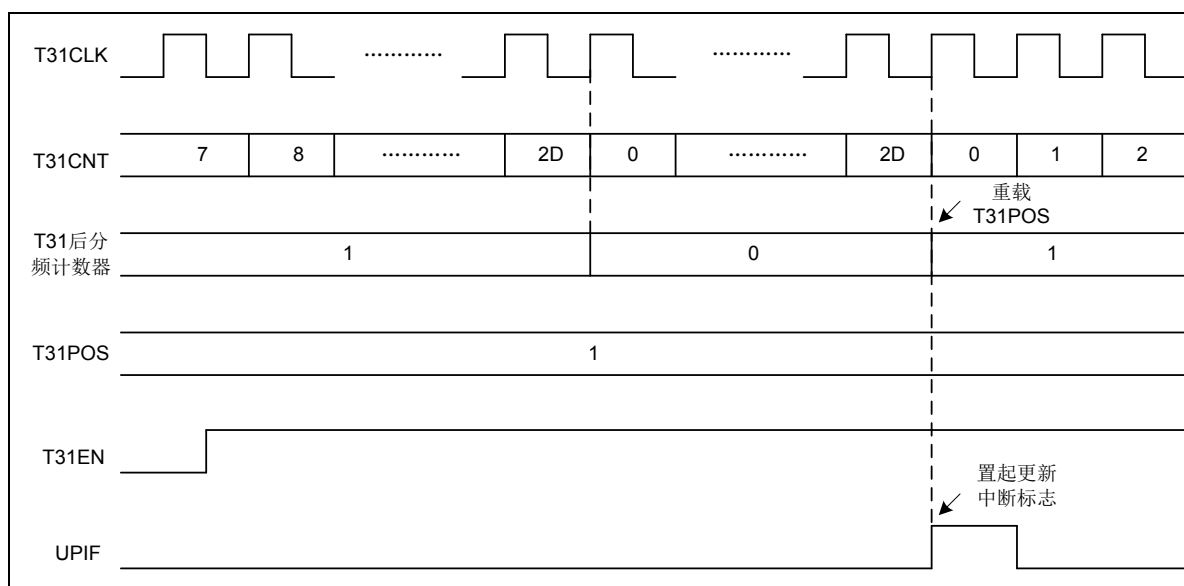 T31CLK
…………
…………
T31CNT
7
8
…………
2D
0
…………
2D
0
1
2
重载
T31POS
T31后分
频计数器
1
0
1
T31POS
1
T31EN
置起更新
中断标志
UPIF